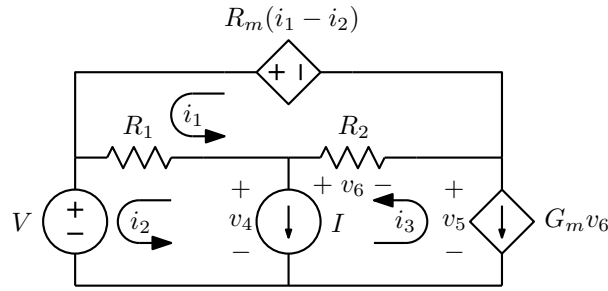 R_m(i_1 − i_2)
+ −
i_1
R_1
R_2
+ v_6 −
V
+
−
i_2
+
v_4
−
I
i_3
+
v_5
−
G_m v_6